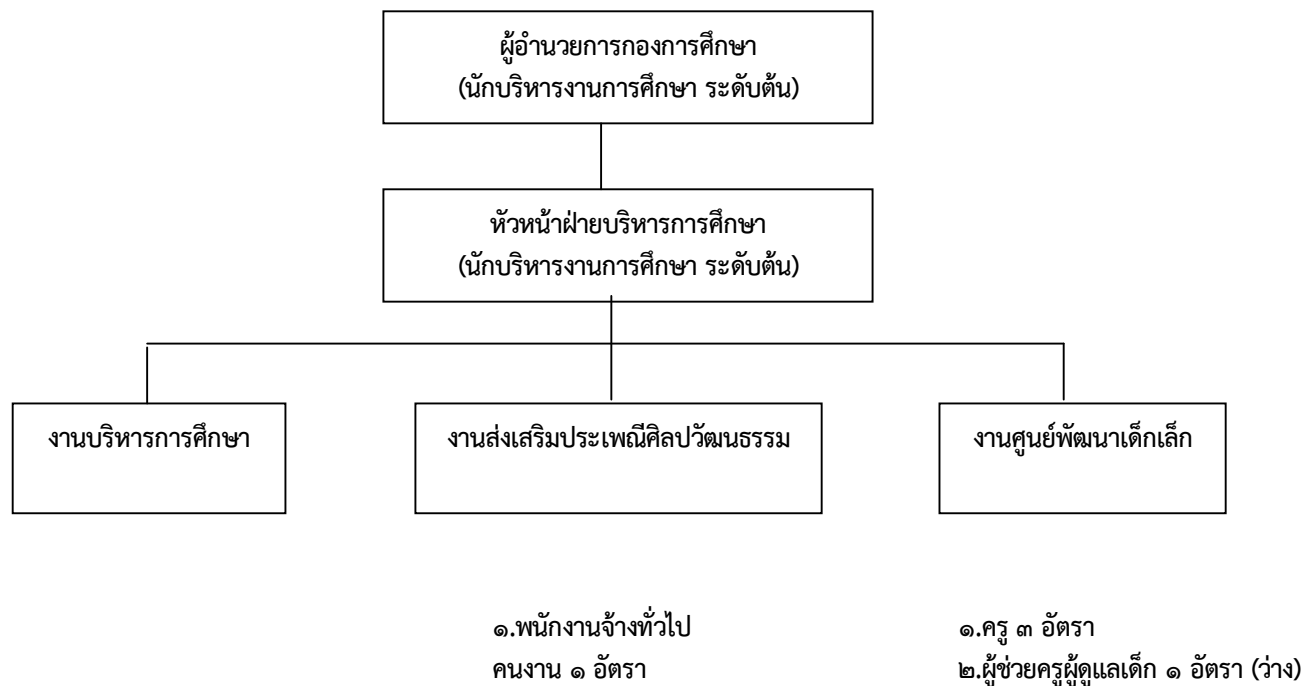 ผู้อำนวยการกองการศึกษา
(นักบริหารงานการศึกษา ระดับต้น)
หัวหน้าฝ่ายบริหารการศึกษา
(นักบริหารงานการศึกษา ระดับต้น)
งานบริหารการศึกษา
งานส่งเสริมประเพณีศิลปวัฒนธรรม
งานศูนย์พัฒนาเด็กเล็ก
๑.พนักงานจ้างทั่วไป
คนงาน ๑ อัตรา
๑.ครู ๓ อัตรา
๒.ผู้ช่วยครูผู้ดูแลเด็ก ๑ อัตรา (ว่าง)